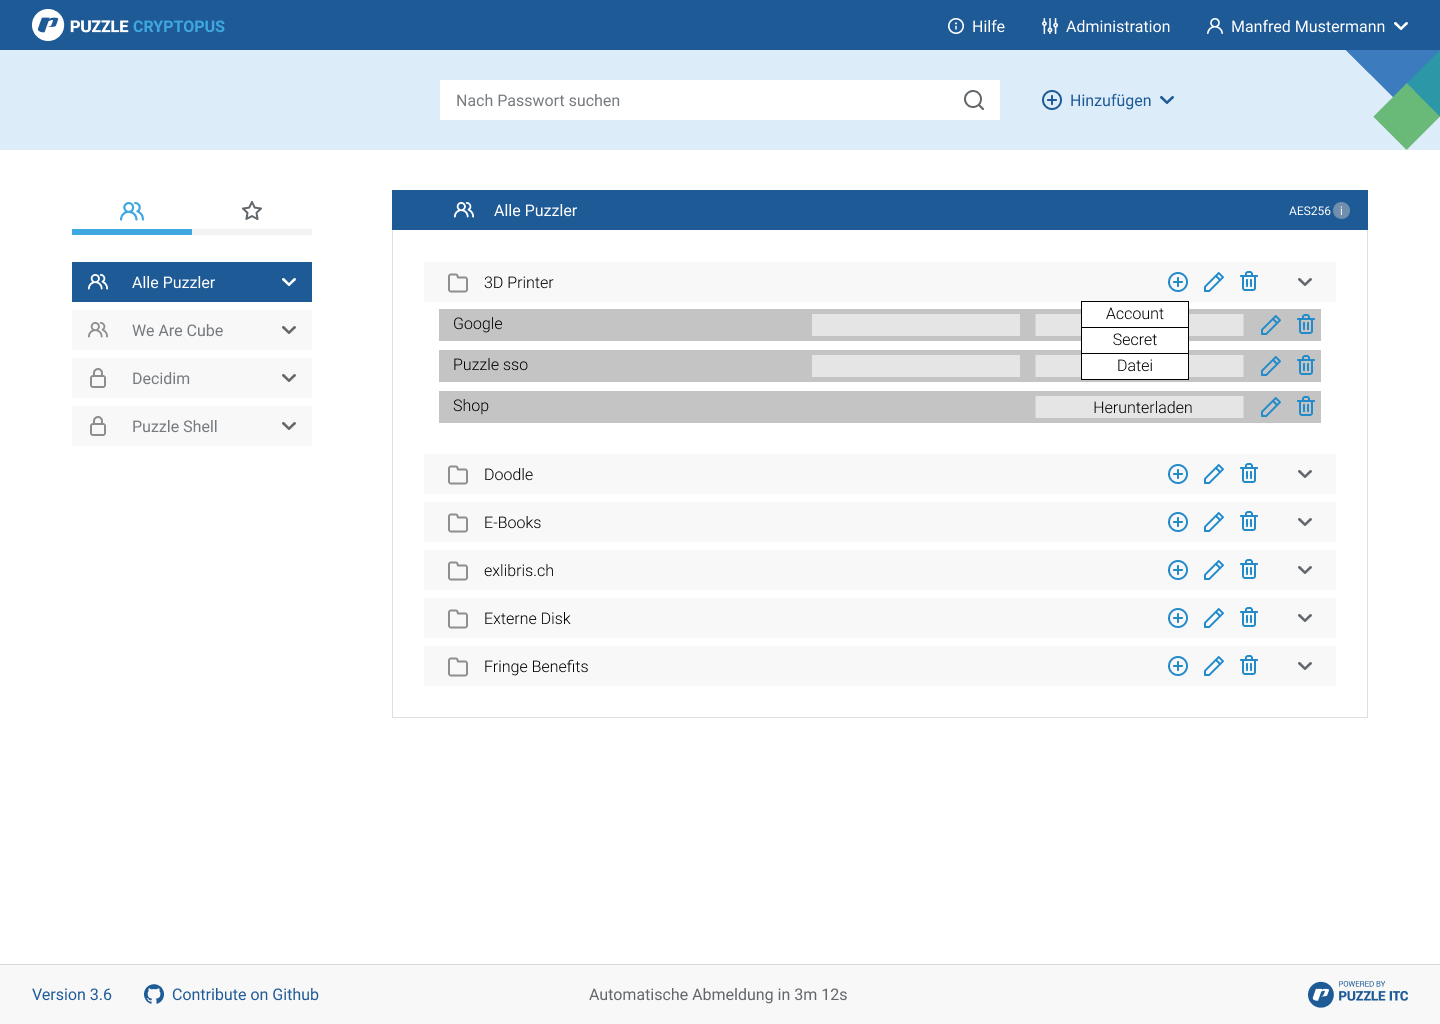 PUZZLE CRYPTOPUS
Hilfe
Administration
Manfred Mustermann
Nach Passwort suchen
Hinzufügen
Alle Puzzler
We Are Cube
Decidim
Puzzle Shell
Alle Puzzler
AES256 i
3D Printer
Google
Account
Secret
Puzzle sso
Datei
Shop
Herunterladen
Doodle
E-Books
exlibris.ch
Externe Disk
Fringe Benefits
Version 3.6
Contribute on Github
Automatische Abmeldung in 3m 12s
POWERED BY
PUZZLE ITC